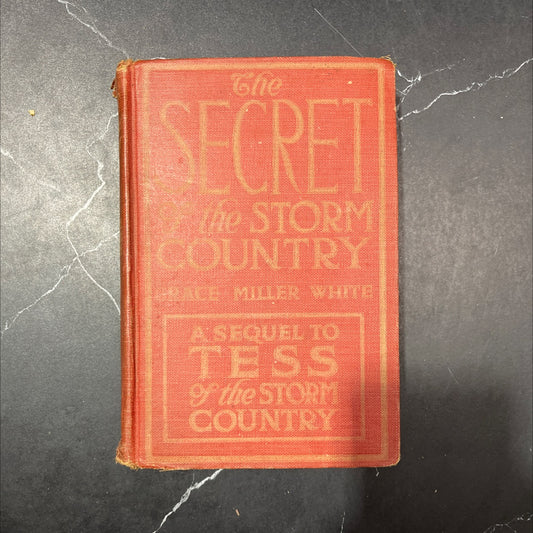 The
SECRET
of the STORM
COUNTRY
GRACE MILLER WHITE
A SEQUEL TO
TESS
of the STORM
COUNTRY